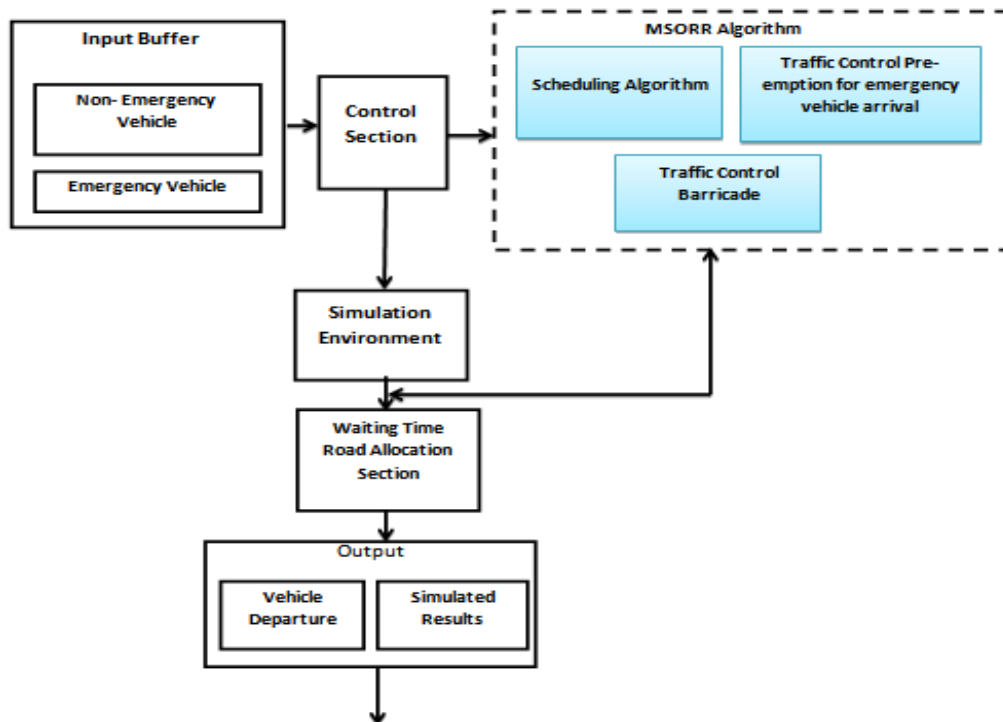 Input Buffer
Non- Emergency
Vehicle
Emergency Vehicle
Control
Section
MSORR Algorithm
Scheduling Algorithm
Traffic Control Pre-
emption for emergency
vehicle arrival
Traffic Control
Barricade
Simulation
Environment
Waiting Time
Road Allocation
Section
Output
Vehicle
Departure
Simulated
Results